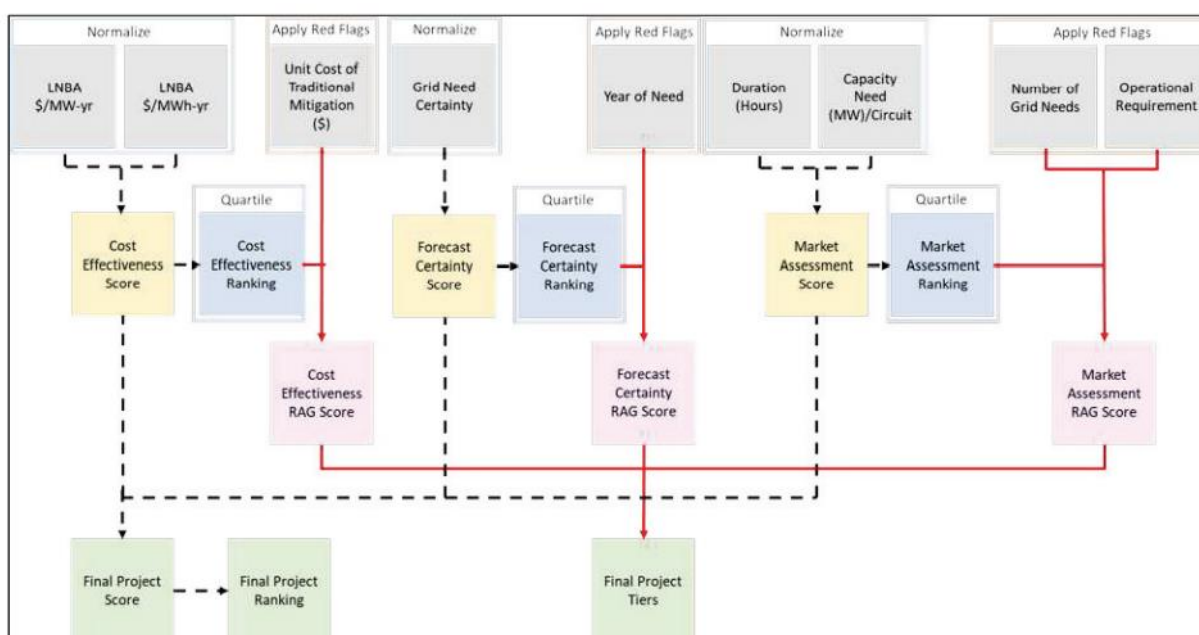 Normalize
LNBA
$/MW-yr
LNBA
$/MWh-yr
Apply Red Flags
Unit Cost of
Traditional
Mitigation
($)
Normalize
Grid Need
Certainty
Apply Red Flags
Year of Need
Normalize
Duration
(Hours)
Capacity
Need
(MW)/Circuit
Apply Red Flags
Number of
Grid Needs
Operational
Requirement
Cost
Effectiveness
Score
Quartile
Cost
Effectiveness
Ranking
Forecast
Certainty
Score
Quartile
Forecast
Certainty
Ranking
Market
Assessment
Score
Quartile
Market
Assessment
Ranking
Cost
Effectiveness
RAG Score
Forecast
Certainty
RAG Score
Market
Assessment
RAG Score
Final Project
Score
Final Project
Ranking
Final Project
Tiers